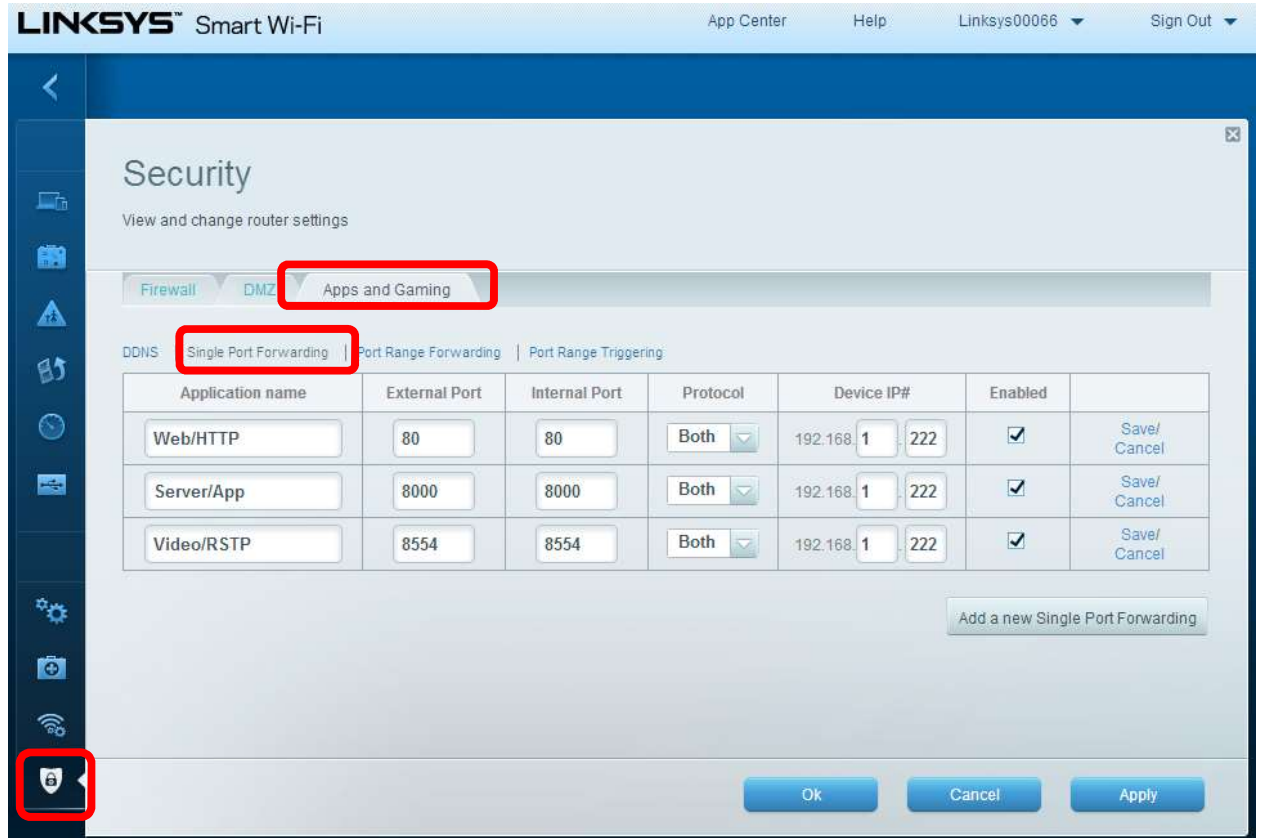 LINKSYS™ Smart Wi-Fi App Center Help Linksys00066 Sign Out
Security
View and change router settings
Firewall DMZ Apps and Gaming
DDNS | Single Port Forwarding | Port Range Forwarding | Port Range Triggering
Application name External Port Internal Port Protocol Device IP# Enabled
Web/HTTP 80 80 Both 192.168. 1 . 222 Save/
Cancel
Server/App 8000 8000 Both 192.168. 1 . 222 Save/
Cancel
Video/RSTP 8554 8554 Both 192.168. 1 . 222 Save/
Cancel
Add a new Single Port Forwarding
Ok Cancel Apply